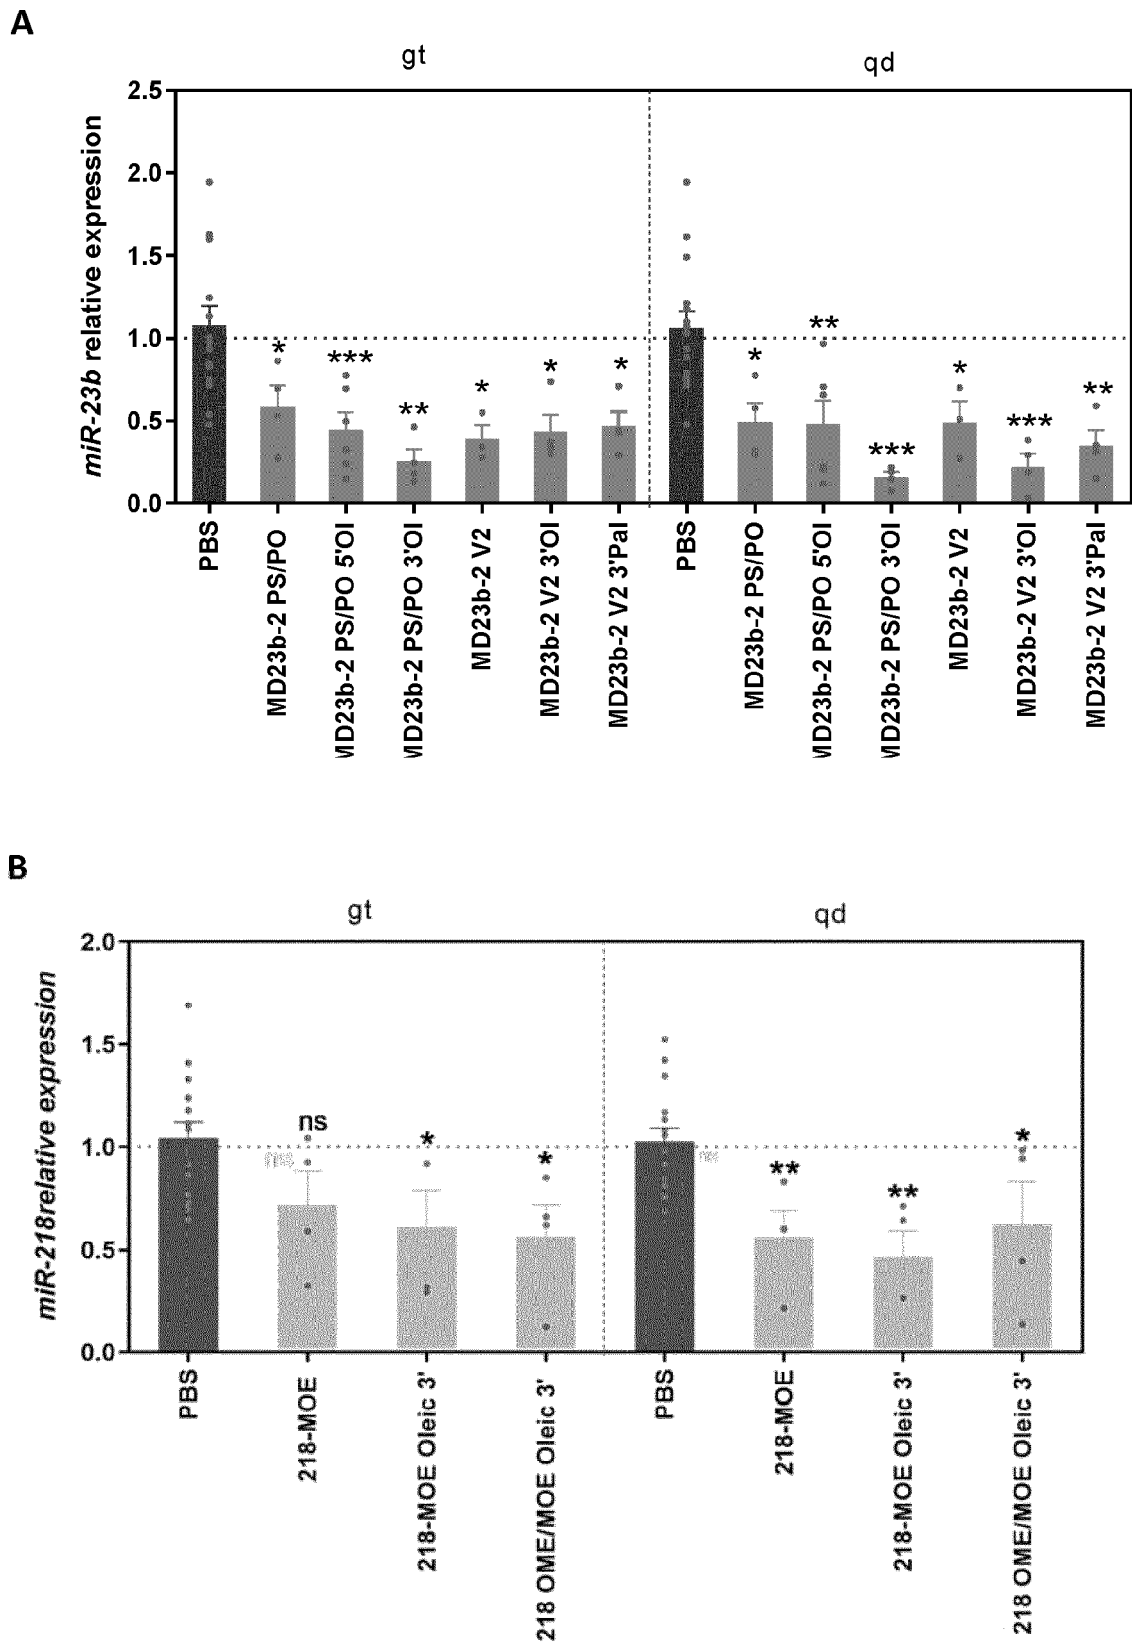 A
gt
qd
2.5
2.0
1.5
1.0
0.5
0.0
miR-23b relative expression
*
***
**
*
*
*
*
**
***
*
***
**
PBS
MD23b-2 PS/PO
MD23b-2 PS/PO 5'Ol
MD23b-2 PS/PO 3'Ol
MD23b-2 V2
MD23b-2 V2 3'Ol
MD23b-2 V2 3'Pal
PBS
MD23b-2 PS/PO
MD23b-2 PS/PO 5'Ol
MD23b-2 PS/PO 3'Ol
MD23b-2 V2
MD23b-2 V2 3'Ol
MD23b-2 V2 3'Pal
B
gt
qd
2.0
1.5
1.0
0.5
0.0
miR-218relative expression
ns
*
*
**
**
*
PBS
218-MOE
218-MOE Oleic 3'
218 OME/MOE Oleic 3'
PBS
218-MOE
218-MOE Oleic 3'
218 OME/MOE Oleic 3'